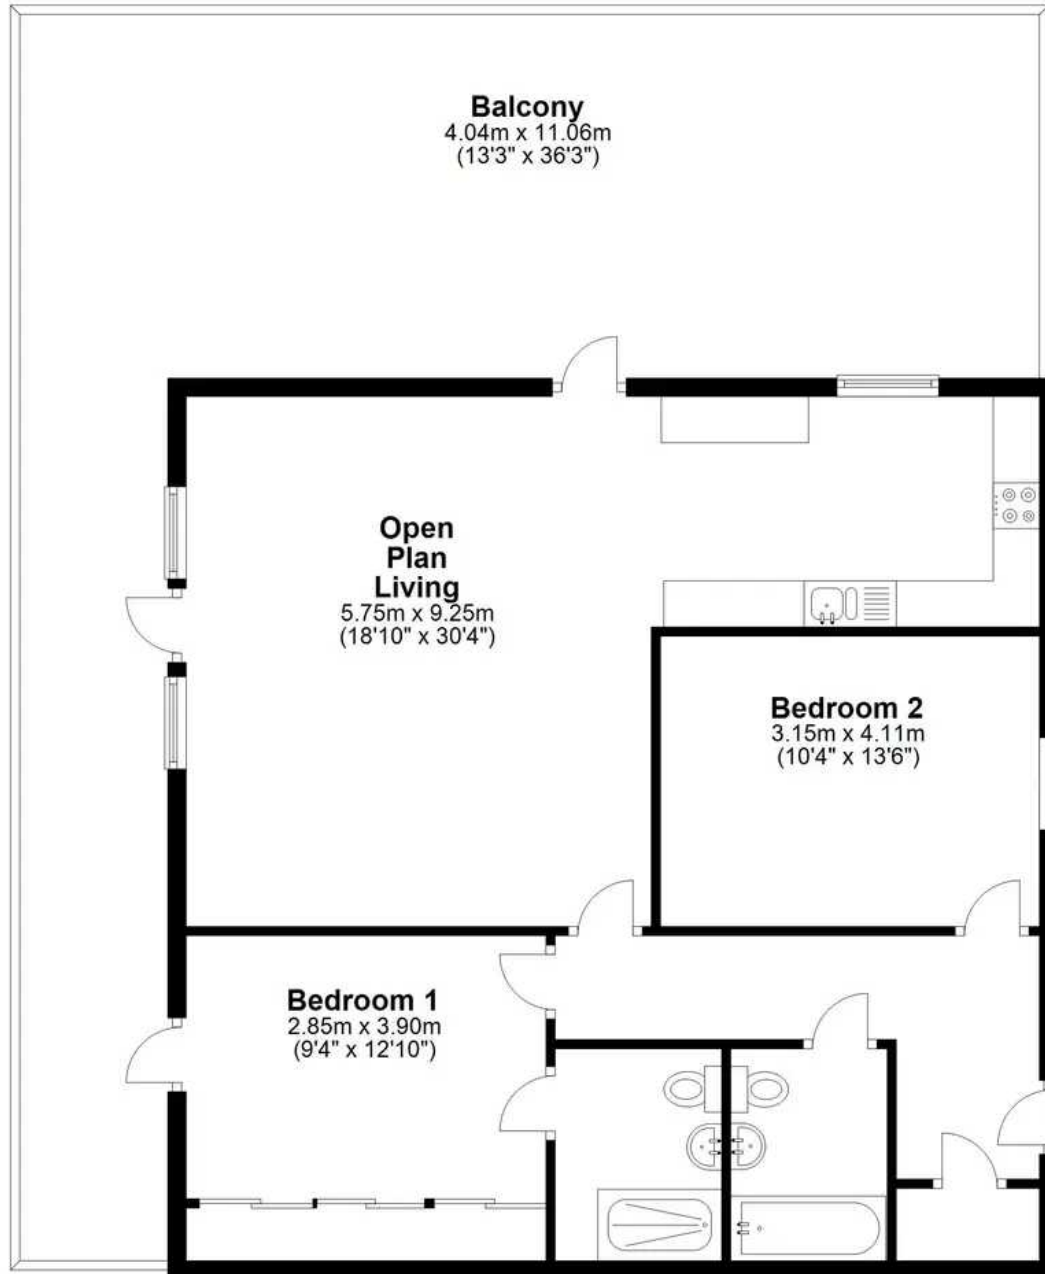 Balcony
4.04m x 11.06m
(13'3" x 36'3")
Open
Plan
Living
5.75m x 9.25m
(18'10" x 30'4")
Bedroom 2
3.15m x 4.11m
(10'4" x 13'6")
Bedroom 1
2.85m x 3.90m
(9'4" x 12'10")